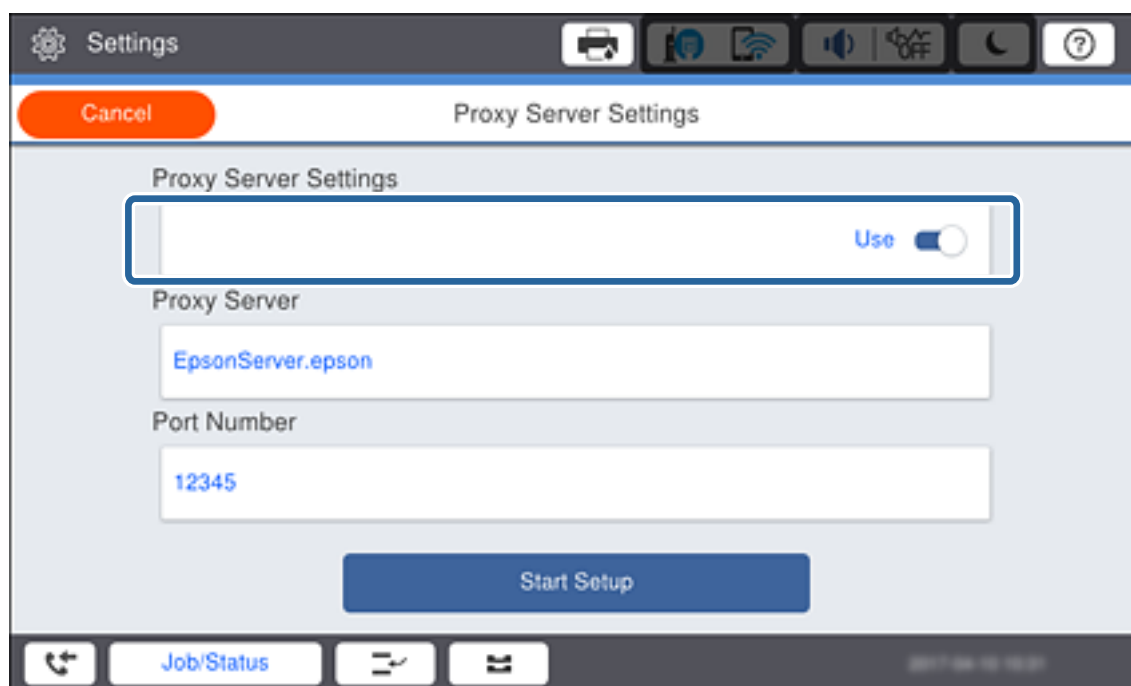 Settings
OFF
?
Cancel
Proxy Server Settings
Proxy Server Settings
Use
Proxy Server
EpsonServer.epson
Port Number
12345
Start Setup
Job/Status